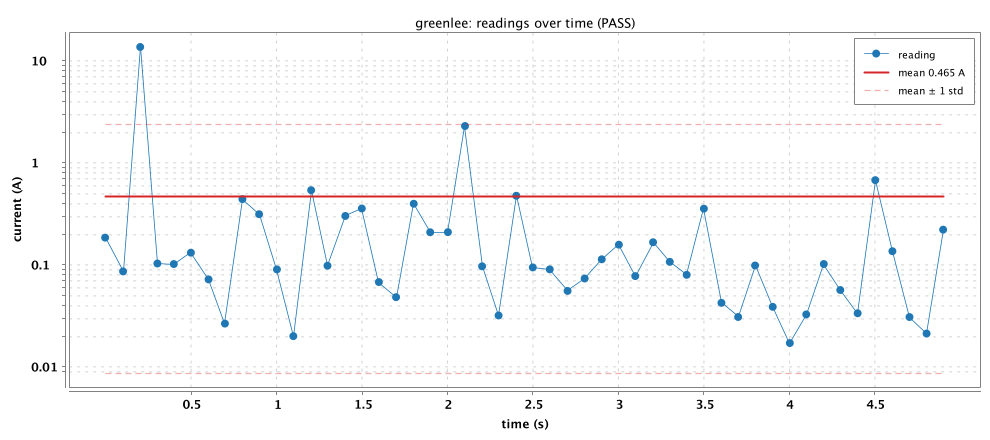 greenlee: readings over time (PASS)
reading
mean 0.465 A
mean ± 1 std
current (A)
10
1
0.1
0.01
0.5
1
1.5
2
2.5
3
3.5
4
4.5
time (s)